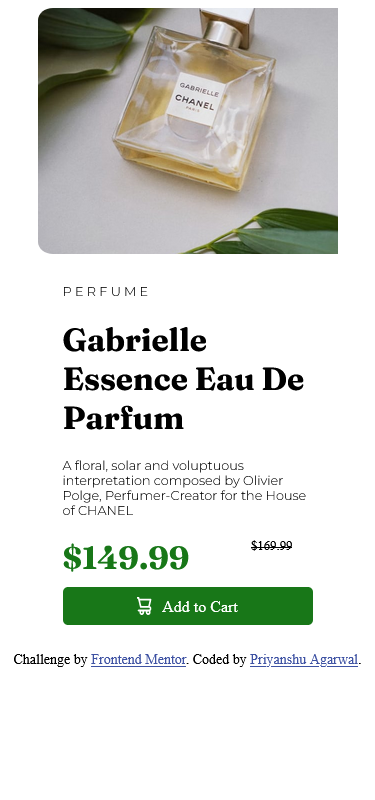 GABRIELLE
CHANEL
PARIS
PERFUME
Gabrielle
Essence Eau De
Parfum
A floral, solar and voluptuous
interpretation composed by Olivier
Polge, Perfumer-Creator for the House
of CHANEL
$149.99 $169.99
Add to Cart
Challenge by Frontend Mentor. Coded by Priyanshu Agarwal.